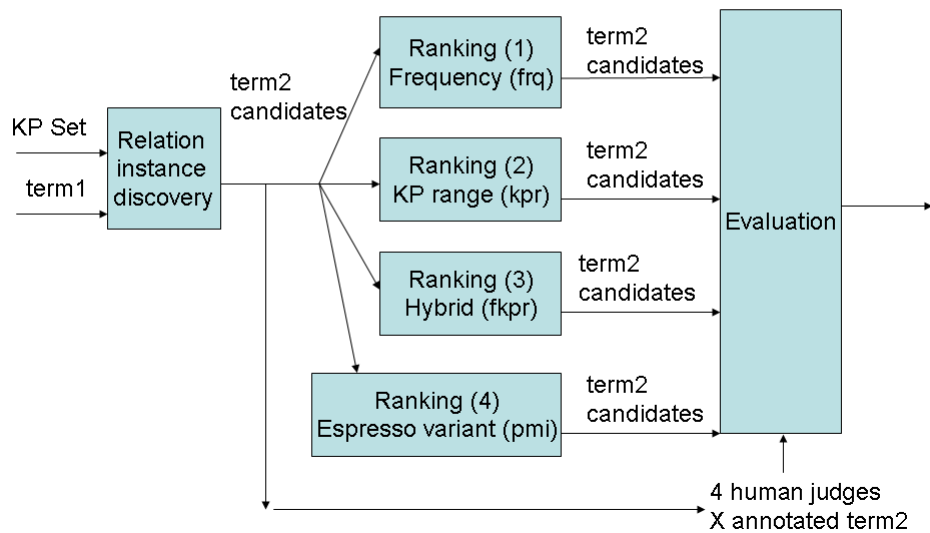 KP Set
term1
Relation
instance
discovery
term2
candidates
Ranking (1)
Frequency (frq)
term2
candidates
Ranking (2)
KP range (kpr)
term2
candidates
Ranking (3)
Hybrid (fkpr)
term2
candidates
Ranking (4)
Espresso variant (pmi)
term2
candidates
Evaluation
4 human judges
X annotated term2